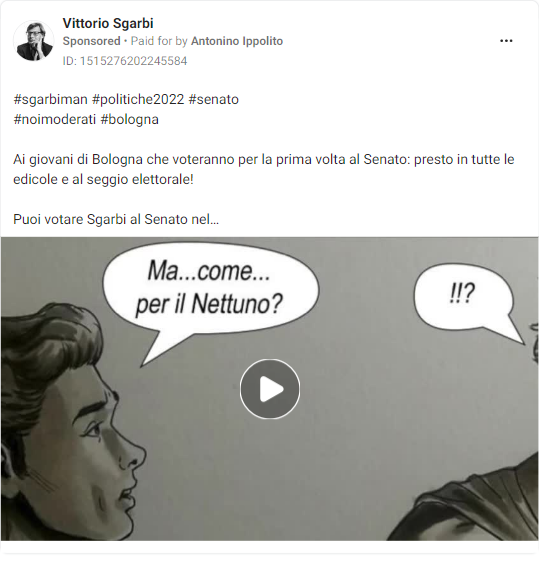 Vittorio Sgarbi
Sponsored • Paid for by Antonino Ippolito
ID: 1515276202245584
#sgarbiman #politiche2022 #senato
#noimoderati #bologna
Ai giovani di Bologna che voteranno per la prima volta al Senato: presto in tutte le
edicole e al seggio elettorale!
Puoi votare Sgarbi al Senato nel...
Ma...come...
per il Nettuno?
!!?